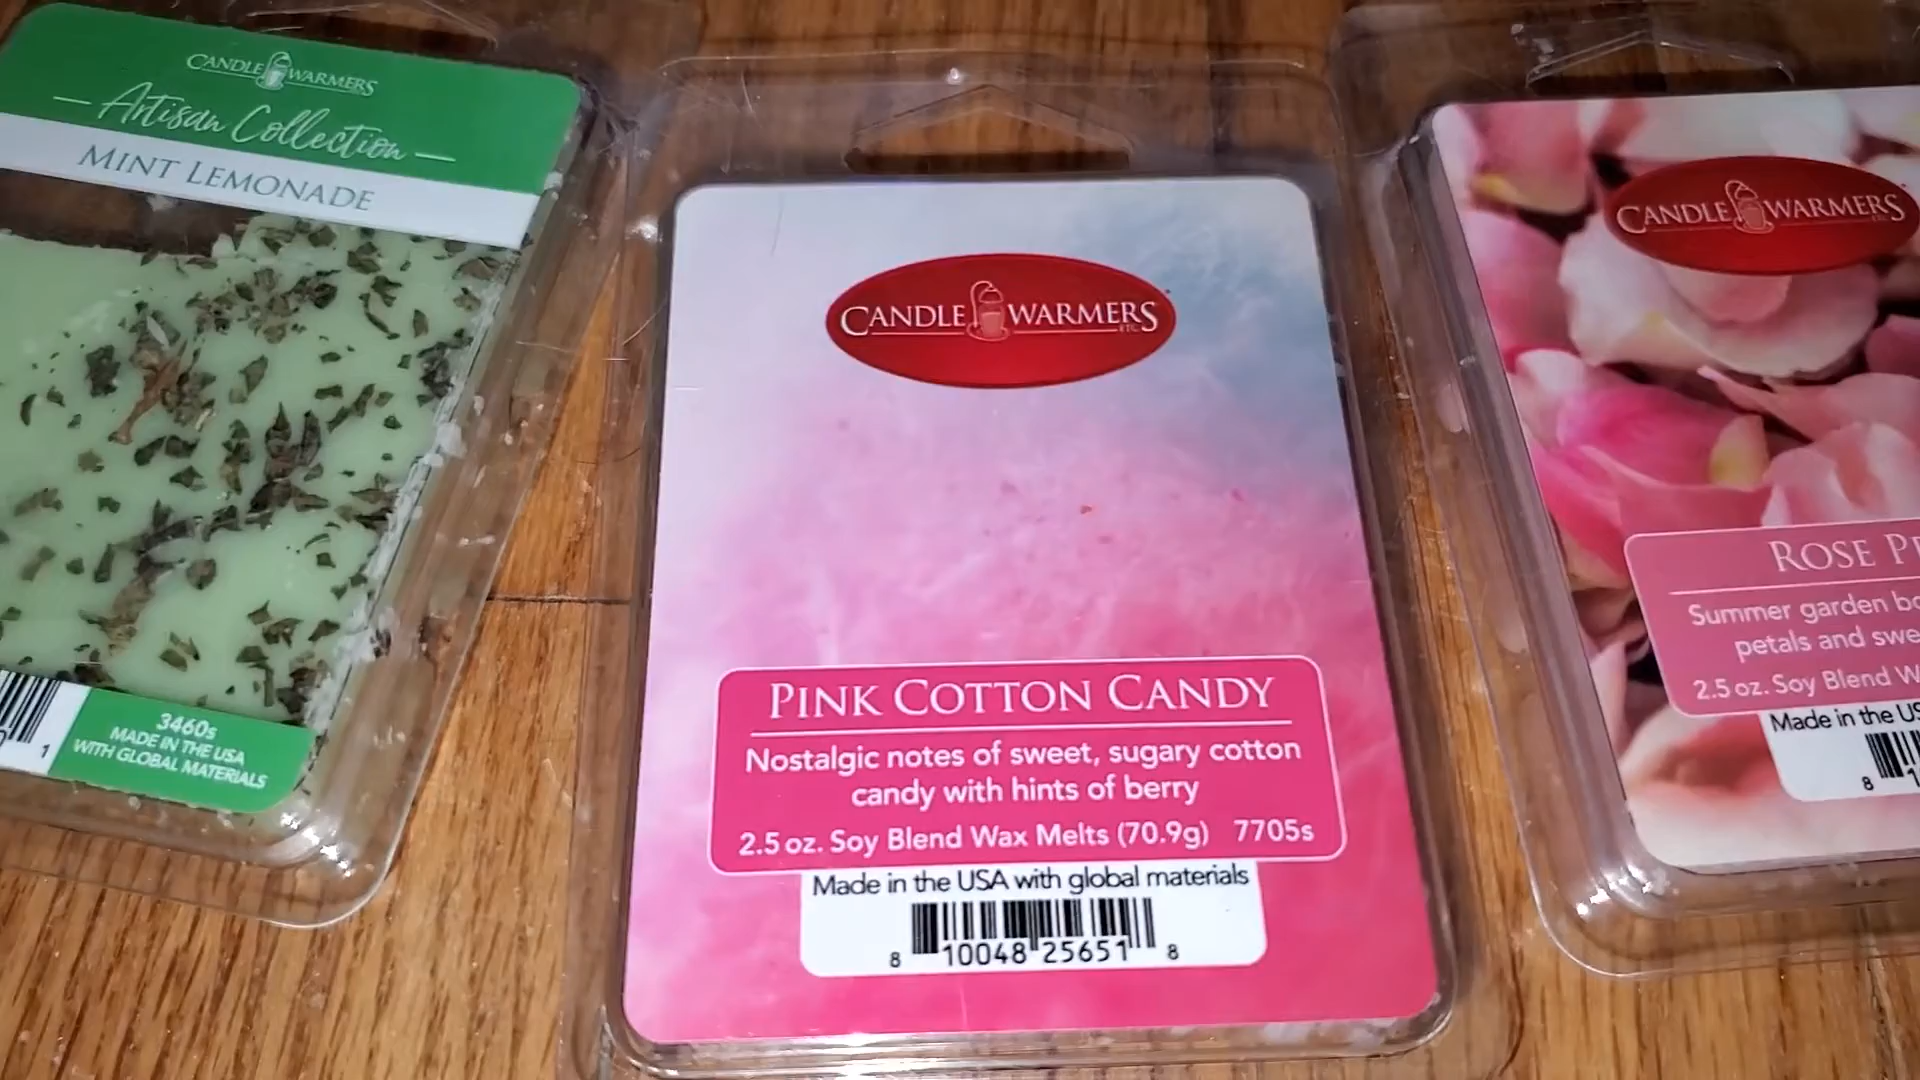 CANDLE WARMERS
Artisan Collection
MINT LEMONADE
1
3460s
MADE IN THE USA
WITH GLOBAL MATERIALS
CANDLE WARMERS
ETC.
PINK COTTON CANDY
Nostalgic notes of sweet, sugary cotton
candy with hints of berry
2.5 oz. Soy Blend Wax Melts (70.9g) 7705s
Made in the USA with global materials
8 10048 25651 8
CANDLE WARMERS
ETC.
ROSE
Summer garden
petals and
2.5 oz. Soy Blend
Made in the
8